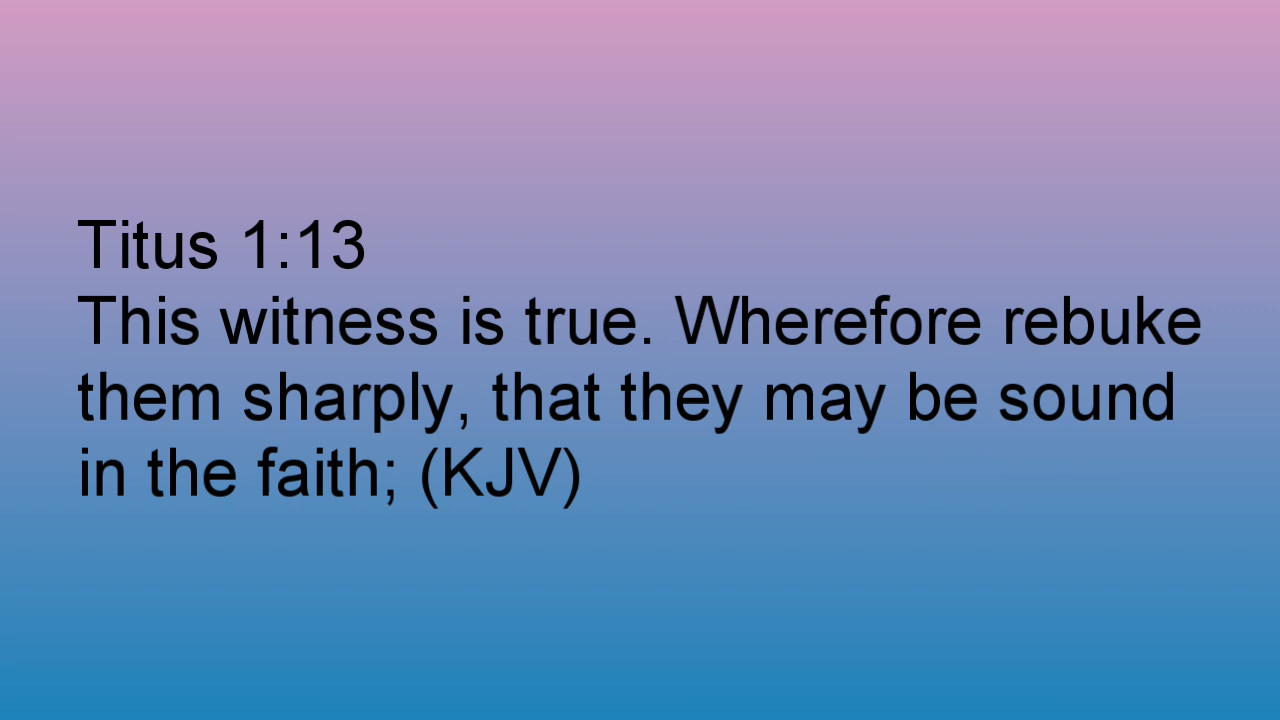 Titus 1:13
This witness is true. Wherefore rebuke
them sharply, that they may be sound
in the faith; (KJV)